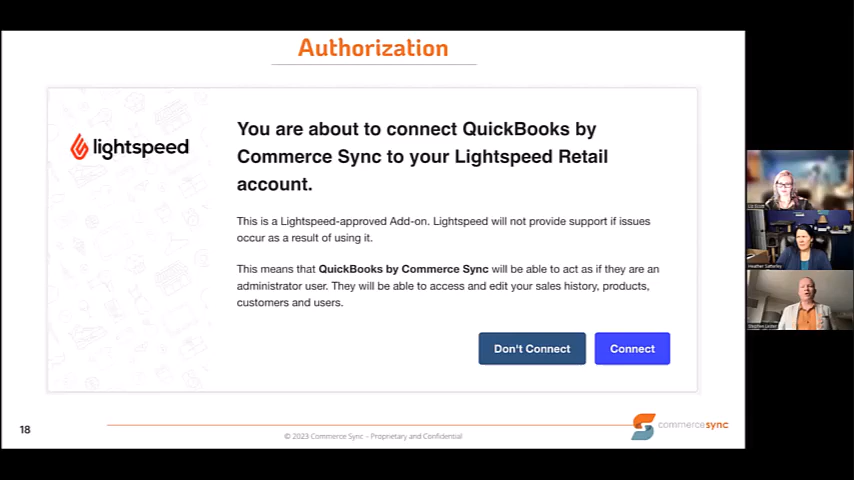 Authorization
lightspeed
You are about to connect QuickBooks by
Commerce Sync to your Lightspeed Retail
account.
This is a Lightspeed-approved Add-on. Lightspeed will not provide support if issues
occur as a result of using it.
This means that QuickBooks by Commerce Sync will be able to act as if they are an
administrator user. They will be able to access and edit your sales history, products,
customers and users.
Don't Connect
Connect
18
© 2023 Commerce Sync – Proprietary and Confidential
commercesync
Heather Satterley